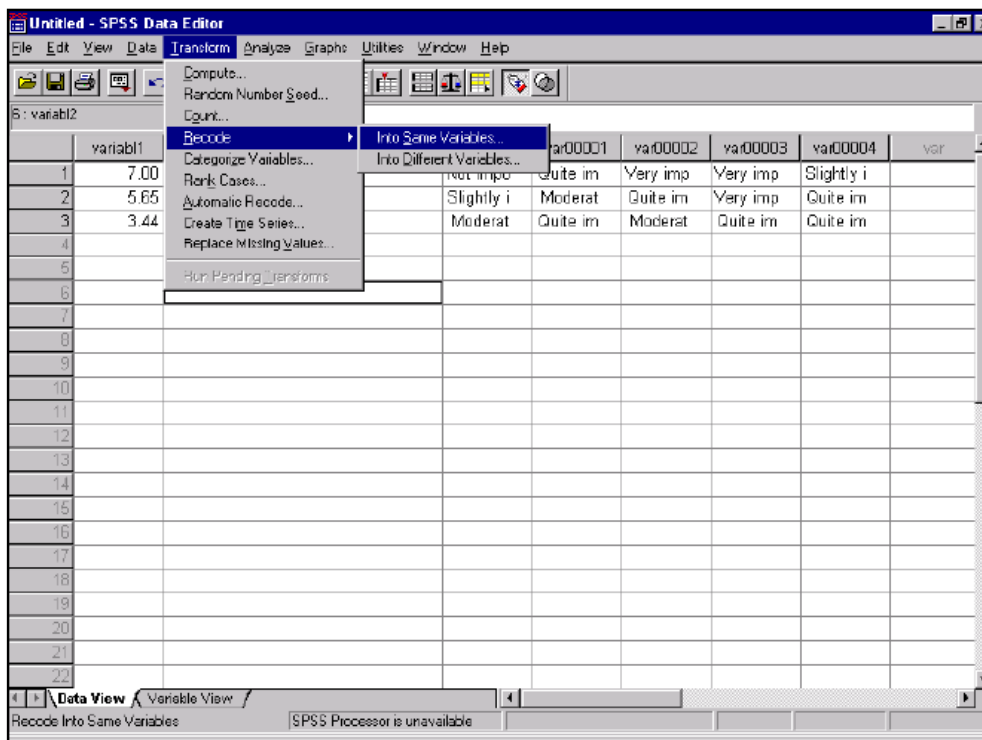 Untitled - SPSS Data Editor
File Edit View Data Transform Analyze Graphs Utilities Window Help
6 : variabl2
Compute...
Random Number Seed...
Count...
Recode
Into Same Variables...
Into Different Variables...
Categorize Variables...
Rank Cases...
Automatic Recode...
Create Time Series...
Replace Missing Values...
Run Pending Transforms
variabl1 var00001 var00002 var00003 var00004 var
1 7.00 Not impo Quite im Very imp Very imp Slightly i
2 5.65 Slightly i Moderat Quite im Very imp Quite im
3 3.44 Moderat Quite im Moderat Quite im Quite im
4
5
6
7
8
9
10
11
12
13
14
15
16
17
18
19
20
21
22
Data View Variable View
Recode Into Same Variables SPSS Processor is unavailable